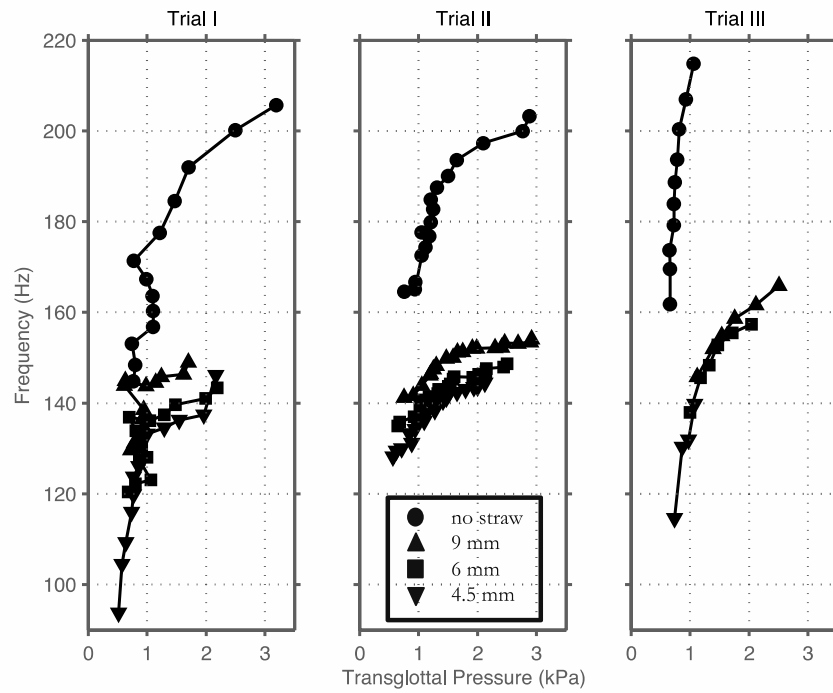 Trial I
Trial II
Trial III
220
200
180
160
140
120
100
Frequency (Hz)
no straw
9 mm
6 mm
4.5 mm
0 1 2 3
0 1 2 3
0 1 2 3
Transglottal Pressure (kPa)